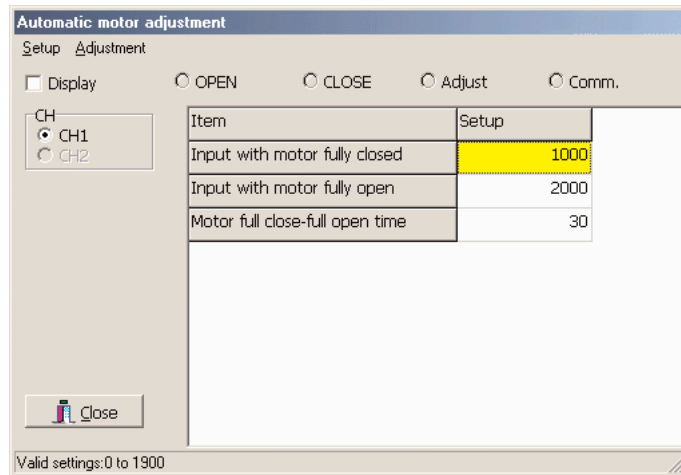 Automatic motor adjustment
Setup Adjustment
Display OPEN CLOSE Adjust Comm.
CH
CH1
CH2
Item Setup
Input with motor fully closed 1000
Input with motor fully open 2000
Motor full close-full open time 30
Close
Valid settings:0 to 1900